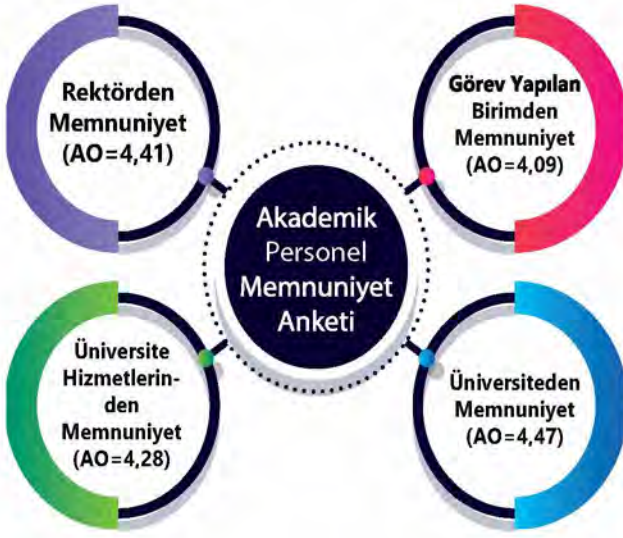 Rektörden
Memnuniyet
(AO=4,41)
Görev Yapılan
Birimden
Memnuniyet
(AO=4,09)
Akademik
Personel
Memnuniyet
Anketi
Üniversite
Hizmetlerin-
den
Memnuniyet
(AO=4,28)
Üniversiteden
Memnuniyet
(AO=4,47)